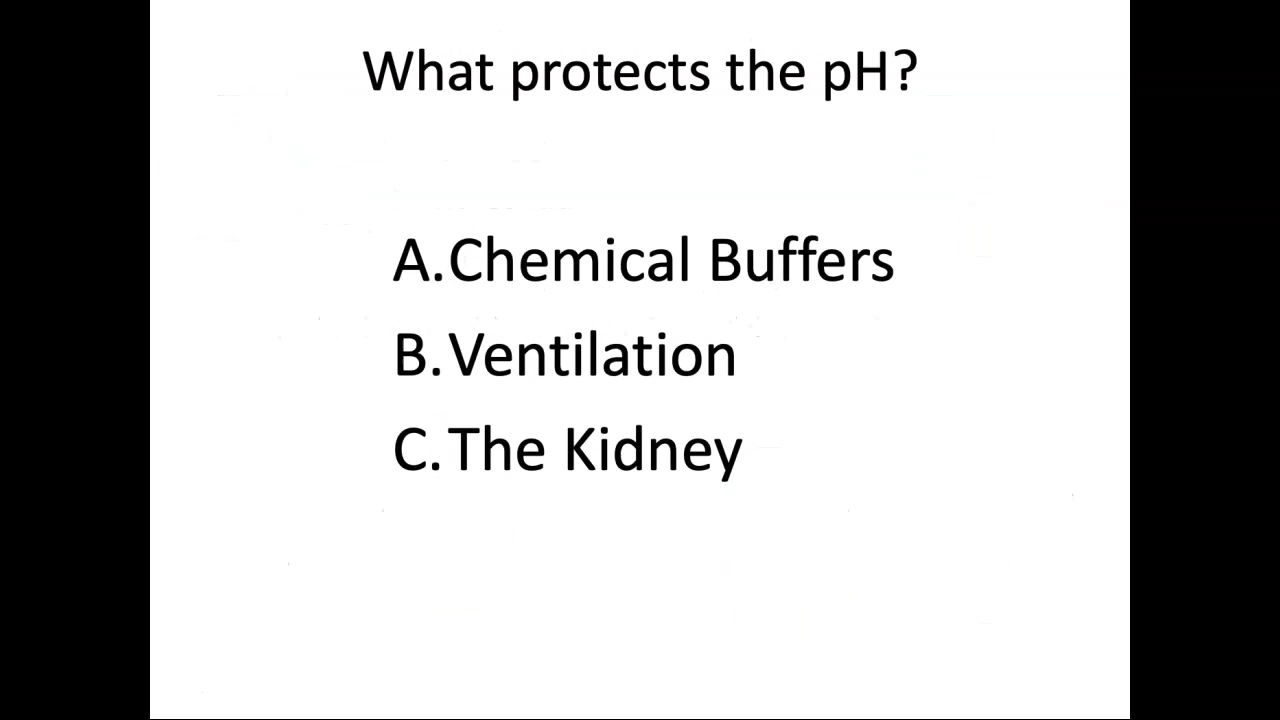 What protects the pH?
A. Chemical Buffers
B. Ventilation
C. The Kidney